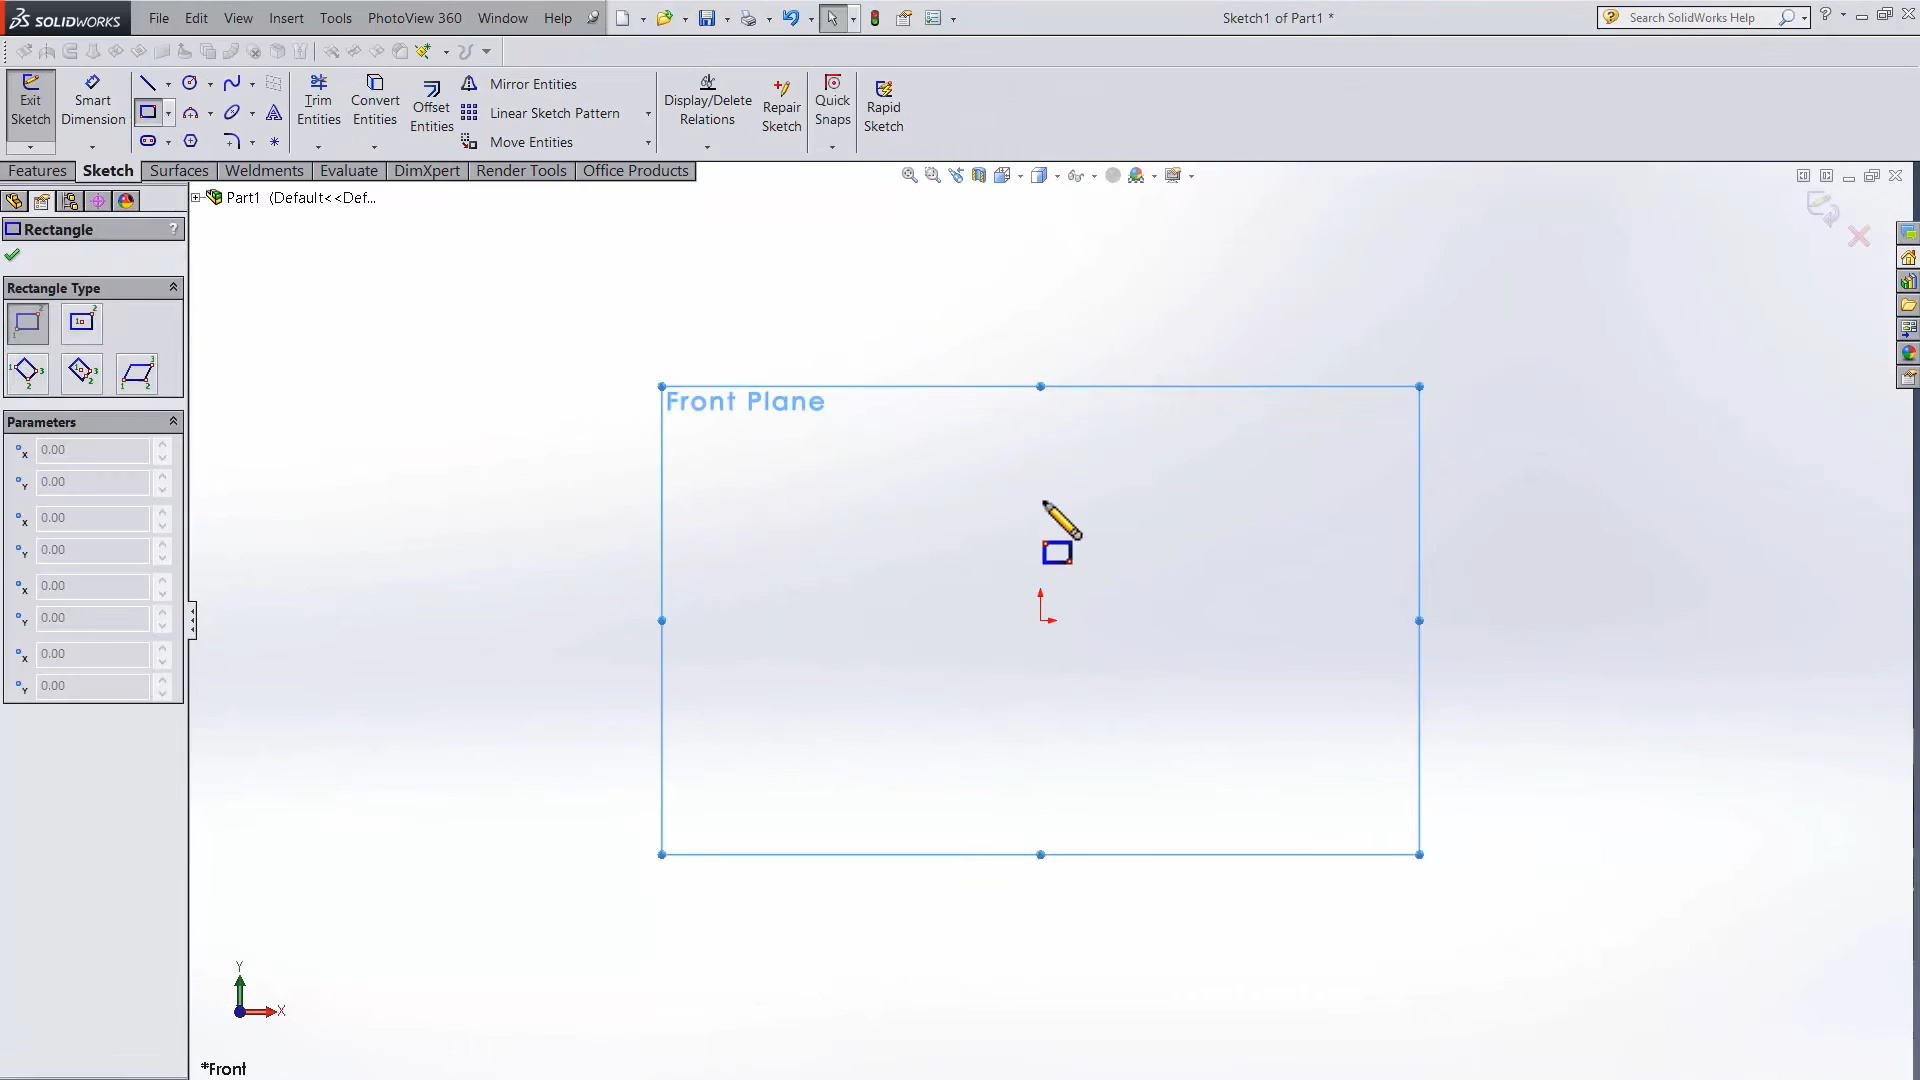 SOLIDWORKS File Edit View Insert Tools PhotoView 360 Window Help Sketch1 of Part1 * Search SolidWorks Help
Exit Sketch
Smart Dimension
Trim Entities
Convert Entities
Offset Entities
Mirror Entities
Linear Sketch Pattern
Move Entities
Display/Delete Relations
Repair Sketch
Quick Snaps
Rapid Sketch
Features Sketch Surfaces Weldments Evaluate DimXpert Render Tools Office Products
Part1 (Default<<Def...
Rectangle ?
Rectangle Type
Parameters
X 0.00
Y 0.00
X 0.00
Y 0.00
X 0.00
Y 0.00
X 0.00
Y 0.00
Front Plane
Y
X
*Front